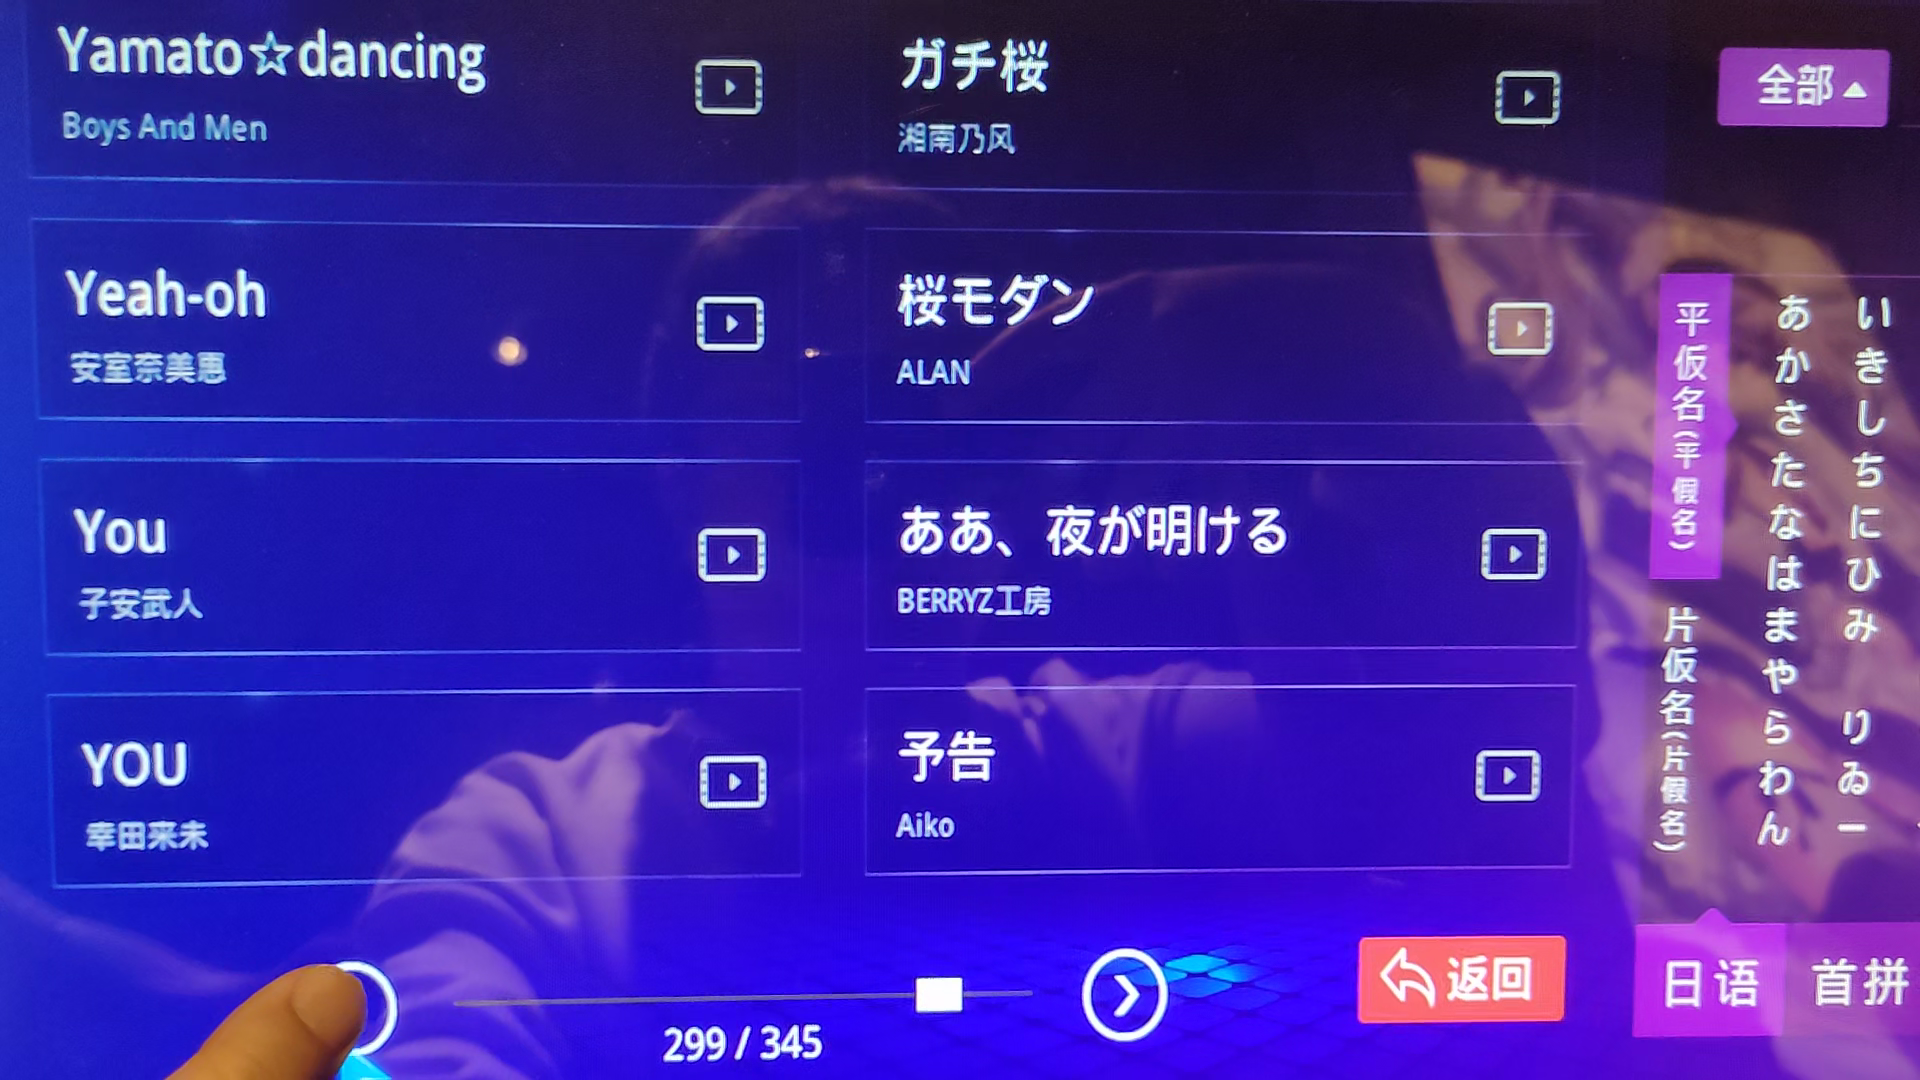 Yamato☆dancing
Boys And Men
ガチ桜
湘南乃风
Yeah-oh
安室奈美恵
桜モダン
ALAN
You
子安武人
ああ、夜が明ける
BERRYZ工房
YOU
幸田来未
予告
Aiko
299 / 345
返回
全部
平仮名(平假名)
片仮名(片假名)
あかさたなはまやらわん
いきしちにひみ りゐー
日语
首拼